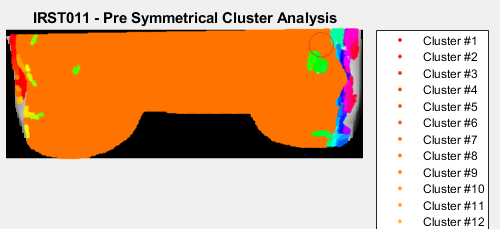 IRST011 - Pre Symmetrical Cluster Analysis
Cluster #1
Cluster #2
Cluster #3
Cluster #4
Cluster #5
Cluster #6
Cluster #7
Cluster #8
Cluster #9
Cluster #10
Cluster #11
Cluster #12